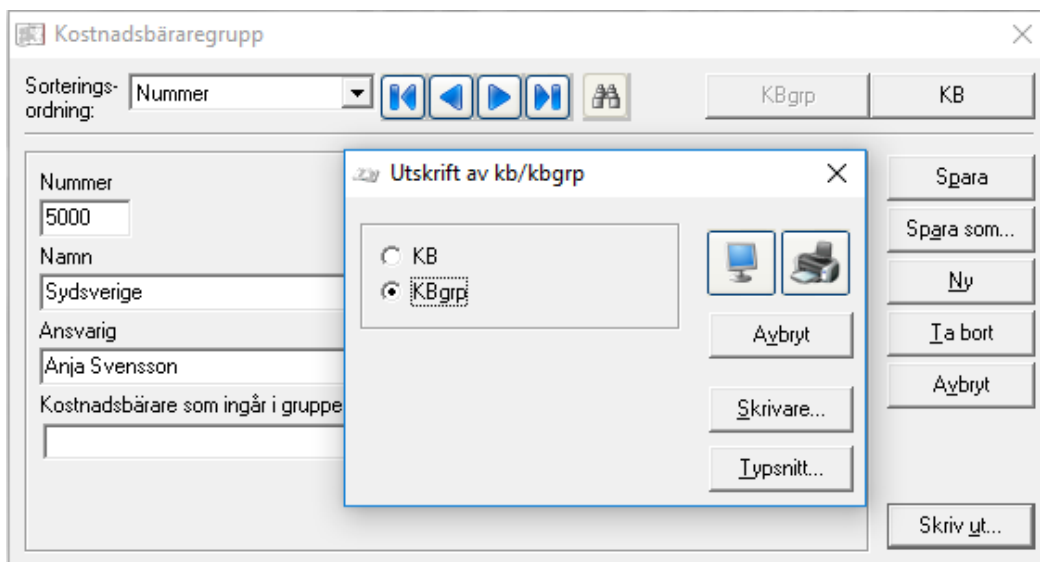 Kostnadsbäraregrupp
Sorterings-
ordning:
Nummer
KBgrp
KB
Nummer
5000
Namn
Sydsverige
Ansvarig
Anja Svensson
Kostnadsbärare som ingår i gruppe
Utskrift av kb/kbgrp
KB
KBgrp
Avbryt
Skrivare...
Typsnitt...
Spara
Spara som...
Ny
Ta bort
Avbryt
Skriv ut...